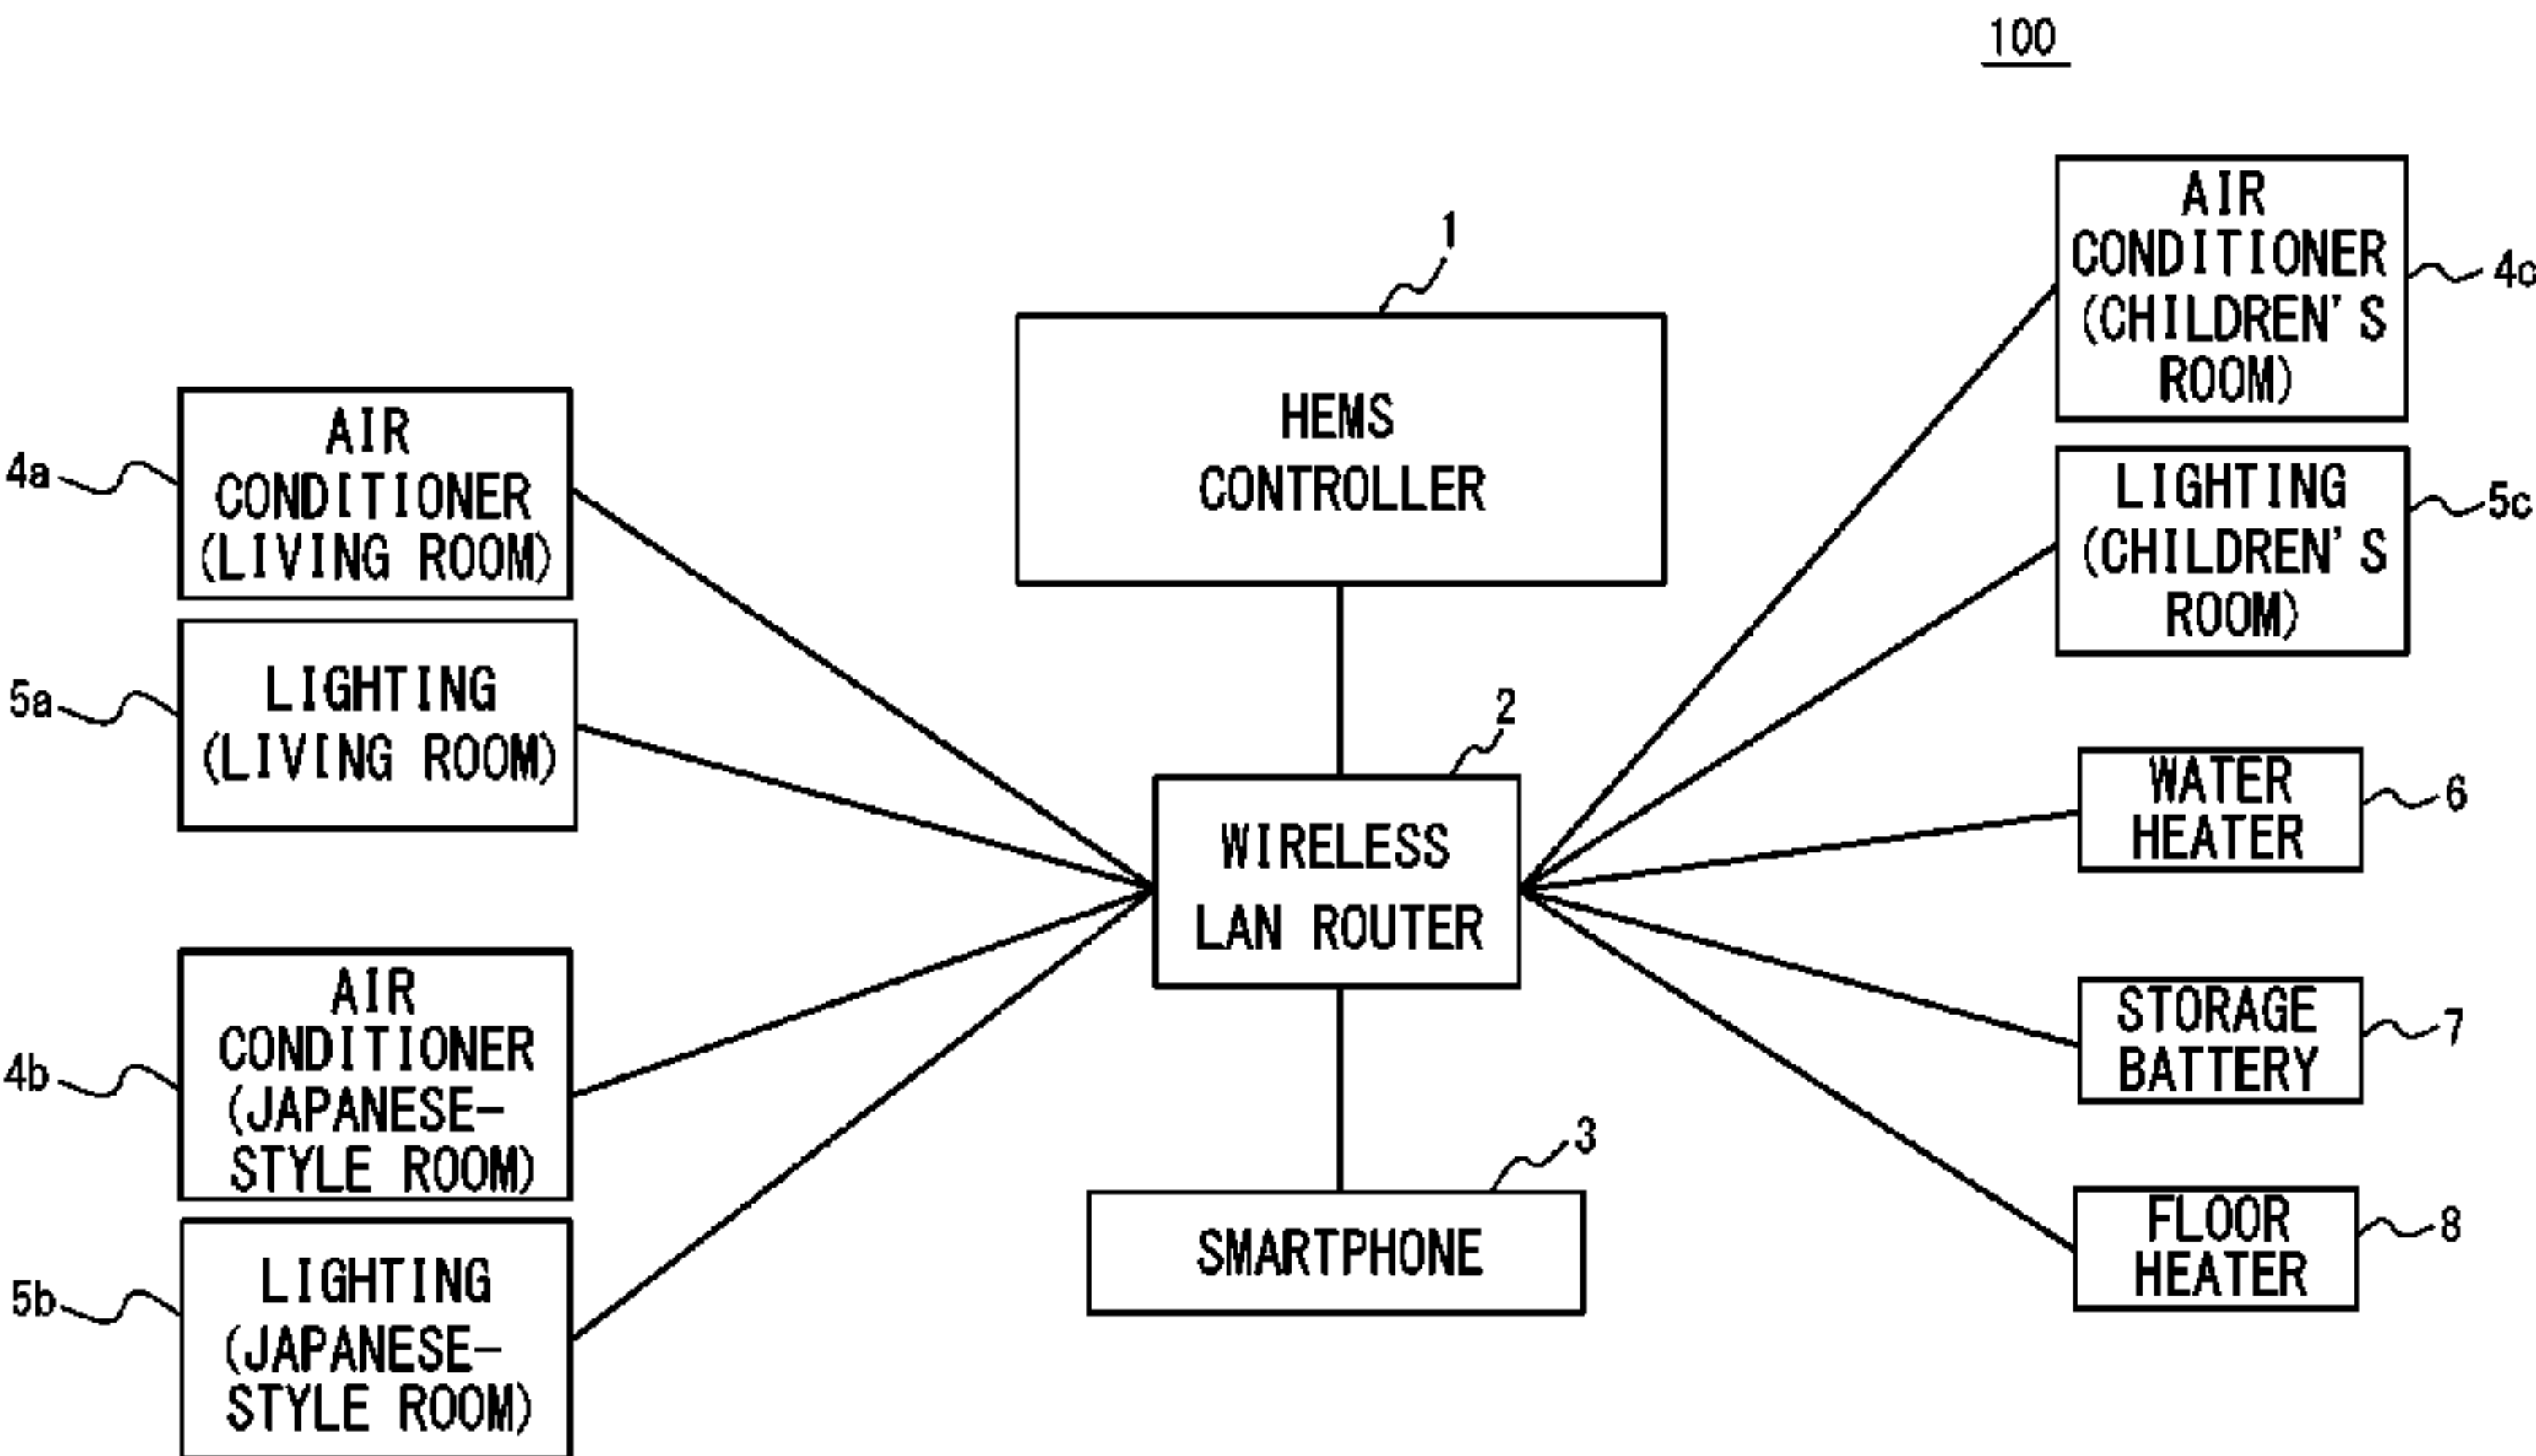 100
1
HEMS
CONTROLLER
4a
AIR
CONDITIONER
(LIVING ROOM)
5a
LIGHTING
(LIVING ROOM)
4b
AIR
CONDITIONER
(JAPANESE-
STYLE ROOM)
5b
LIGHTING
(JAPANESE-
STYLE ROOM)
2
WIRELESS
LAN ROUTER
3
SMARTPHONE
AIR
CONDITIONER
(CHILDREN'S
ROOM)
4c
LIGHTING
(CHILDREN'S
ROOM)
5c
WATER
HEATER
6
STORAGE
BATTERY
7
FLOOR
HEATER
8